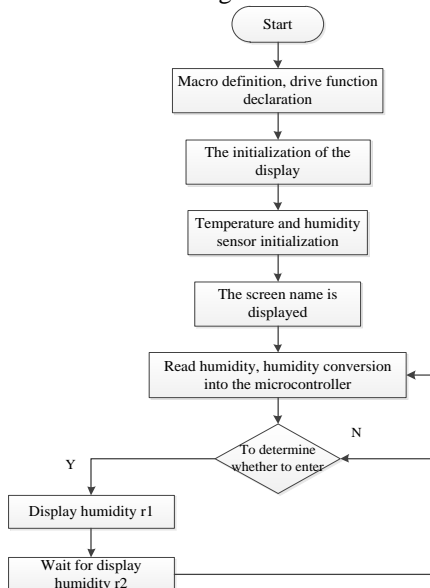 Start
Macro definition, drive function
declaration
The initialization of the
display
Temperature and humidity
sensor initialization
The screen name is
displayed
Read humidity, humidity conversion
into the microcontroller
To determine
whether to enter
N
Y
Display humidity r1
Wait for display
humidity r2